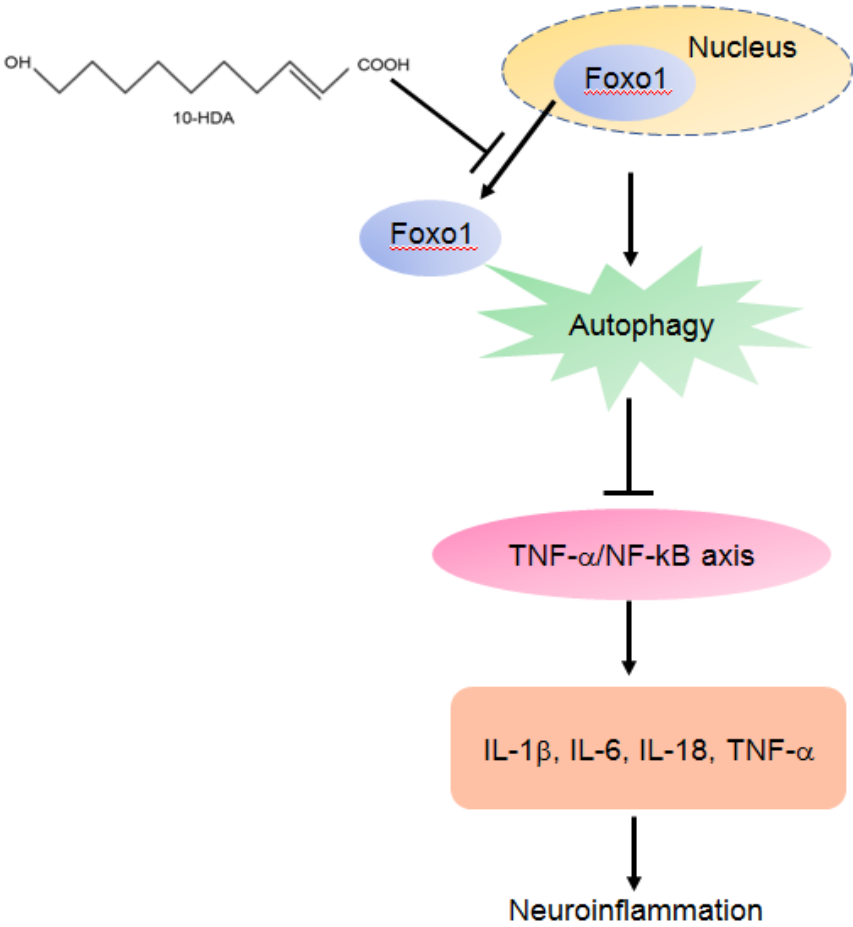 OH
COOH
10-HDA
Nucleus
Foxo1
Foxo1
Autophagy
TNF-α/NF-kB axis
IL-1β, IL-6, IL-18, TNF-α
Neuroinflammation